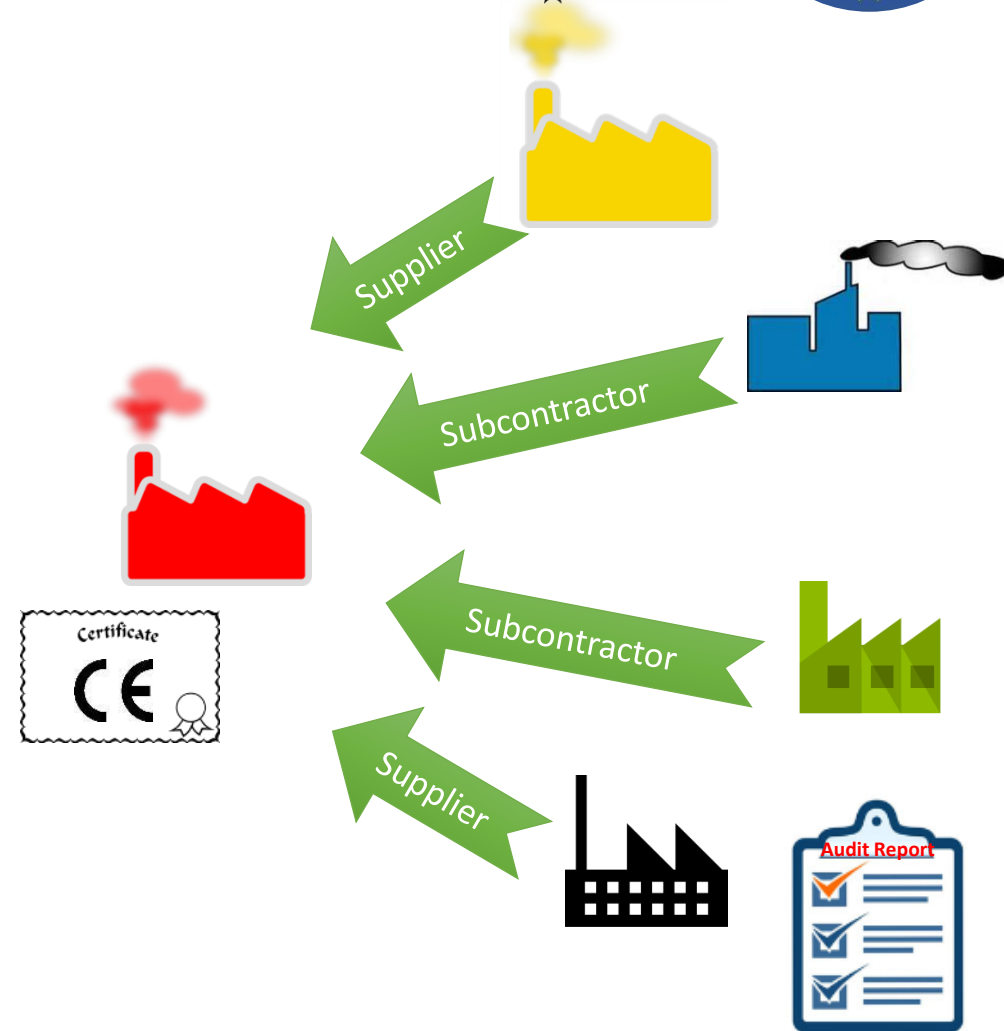 Supplier
Subcontractor
Subcontractor
Certificate
CE
Supplier
Audit Report